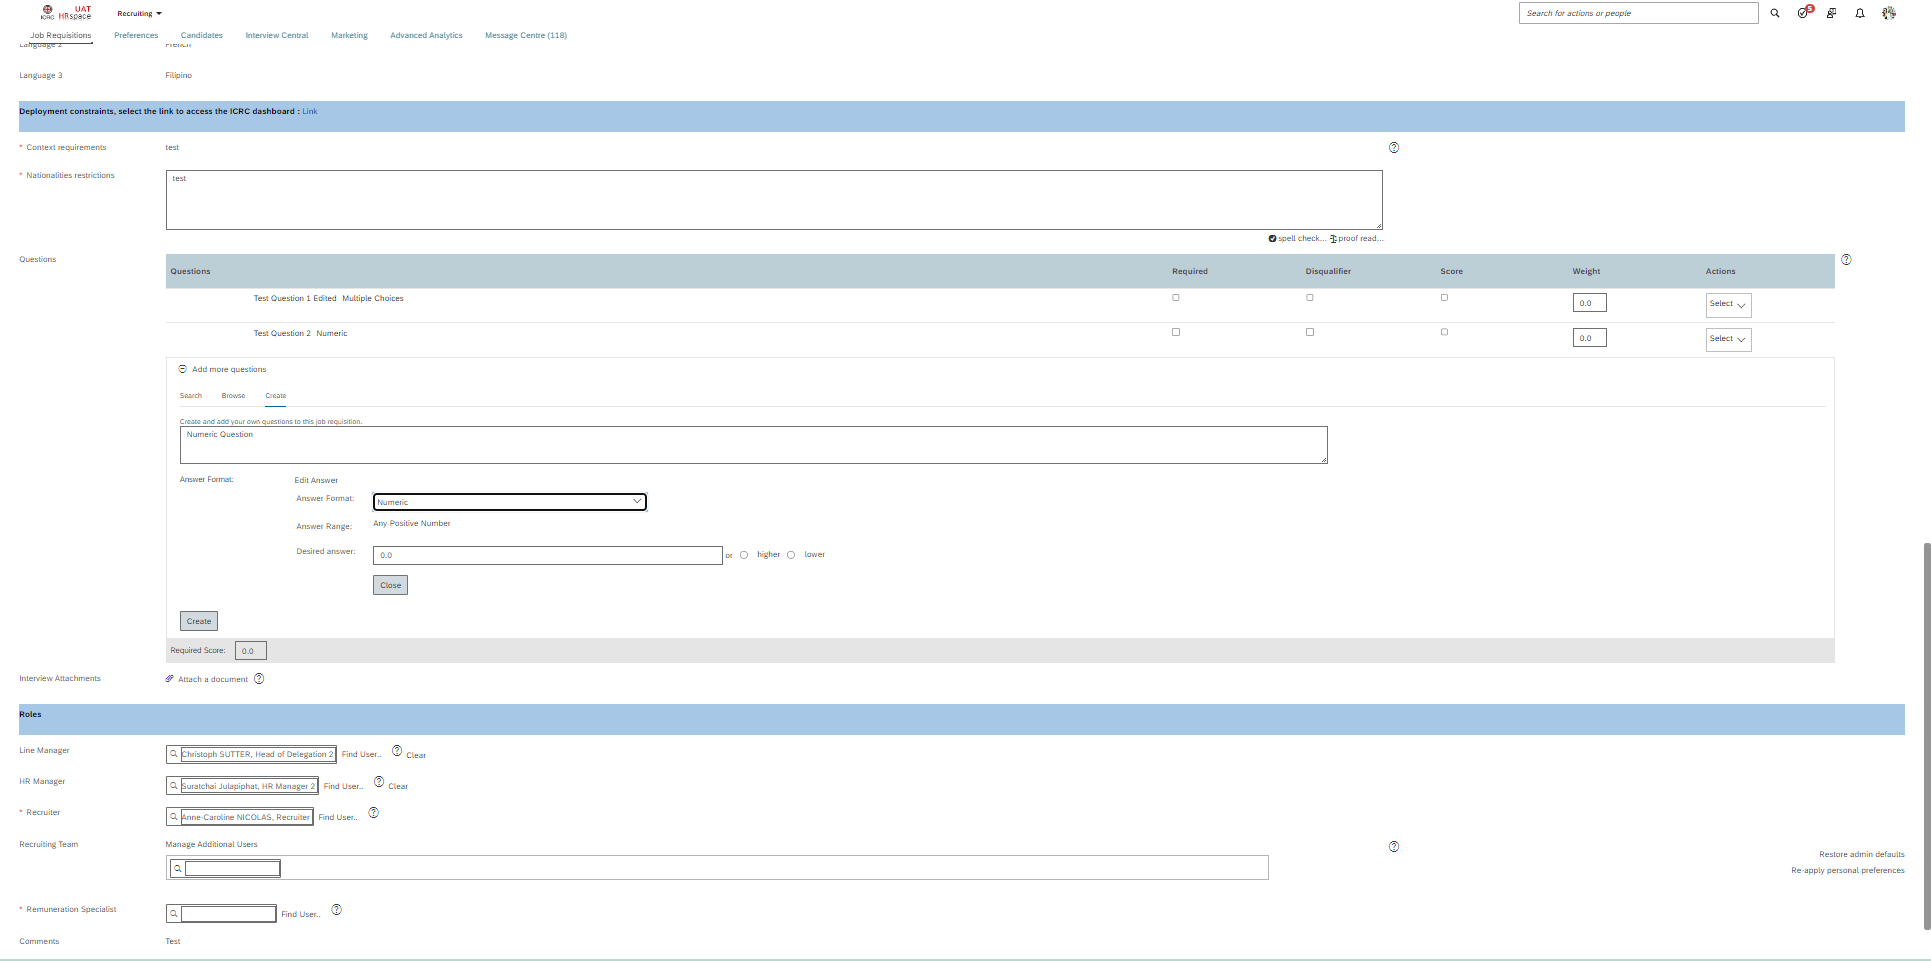 UAT
ICRC HRspace
Recruiting
Search for actions or people
5
Job Requisitions
Preferences
Candidates
Interview Central
Marketing
Advanced Analytics
Message Centre (118)
Language 2
French
Language 3
Filipino
Deployment constraints, select the link to access the ICRC dashboard : Link
* Context requirements
test
* Nationalities restrictions
test
spell check... proof read...
Questions
Questions
Required
Disqualifier
Score
Weight
Actions
Test Question 1 Edited Multiple Choices
0.0
Select
Test Question 2 Numeric
0.0
Select
Add more questions
Search
Browse
Create
Create and add your own questions to this job requisition.
Numeric Question
Answer Format:
Edit Answer
Answer Format:
Numeric
Answer Range:
Any Positive Number
Desired answer:
0.0
or
higher
lower
Close
Create
Required Score:
0.0
Interview Attachments
Attach a document
Roles
Line Manager
Christoph SUTTER, Head of Delegation 2
Find User..
Clear
HR Manager
Suratchai Julapiphat, HR Manager 2
Find User..
Clear
* Recruiter
Anne-Caroline NICOLAS, Recruiter
Find User..
Recruiting Team
Manage Additional Users
Restore admin defaults
Re-apply personal preferences
* Remuneration Specialist
Find User..
Comments
Test